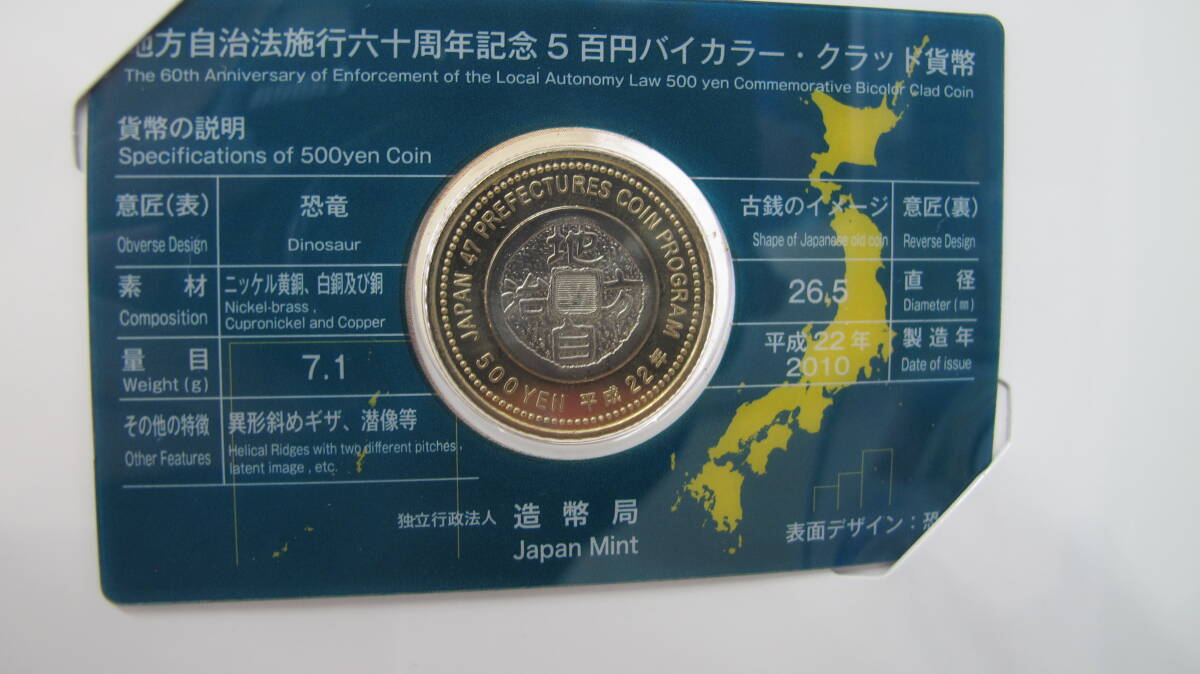 地方自治法施行六十周年記念5百円バイカラー・クラッド貨幣
The 60th Anniversary of Enforcement of the Local Autonomy Law 500 yen Commemorative Bicolor Clad Coin
貨幣の説明
Specifications of 500yen Coin
意匠(表) 恐竜
Obverse Design Dinosaur
素材 ニッケル黄銅、白銅及び銅
Composition Nickel-brass,
Cupronickel and Copper
量目 7.1
Weight (g)
その他の特徴 異形斜めギザ、潜像等
Other Features Helical Ridges with two different pitches,
latent image, etc.
JAPAN 47 PREFECTURES COIN PROGRAM
地方自治
500 YEN 平成22年
古銭のイメージ 意匠(裏)
Shape of Japanese old coin Reverse Design
26.5 直径
Diameter (m)
平成22年 製造年
2010 Date of issue
独立行政法人 造幣局
Japan Mint
表面デザイン:恐